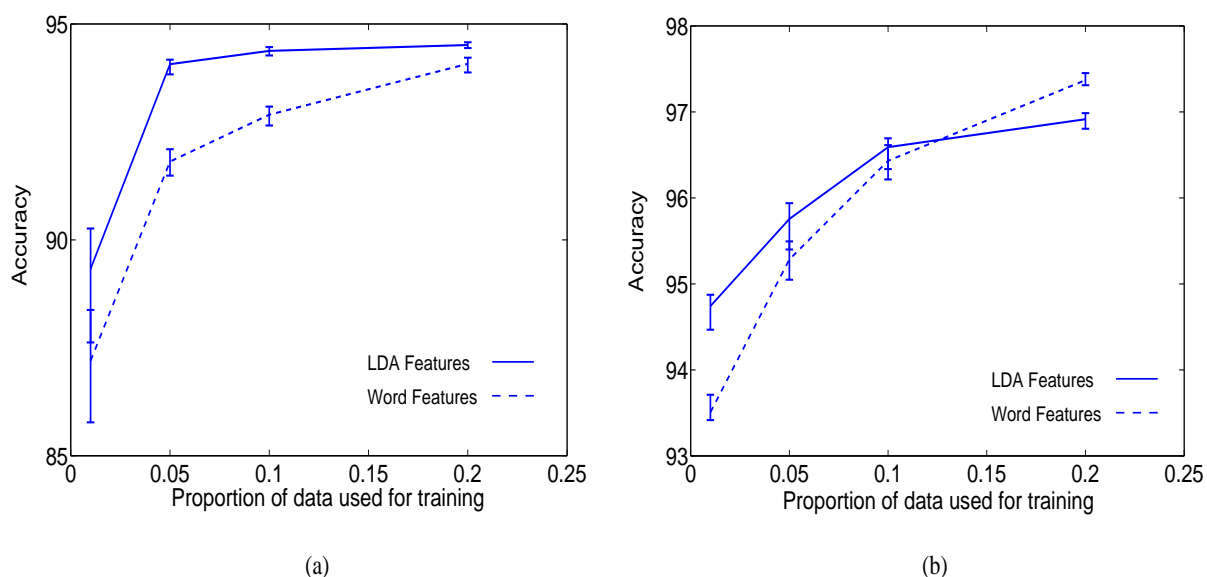 95
90
85
Accuracy
0 0.05 0.1 0.15 0.2 0.25
Proportion of data used for training
LDA Features
Word Features
(a)
98
97
96
95
94
93
Accuracy
0 0.05 0.1 0.15 0.2 0.25
Proportion of data used for training
LDA Features
Word Features
(b)